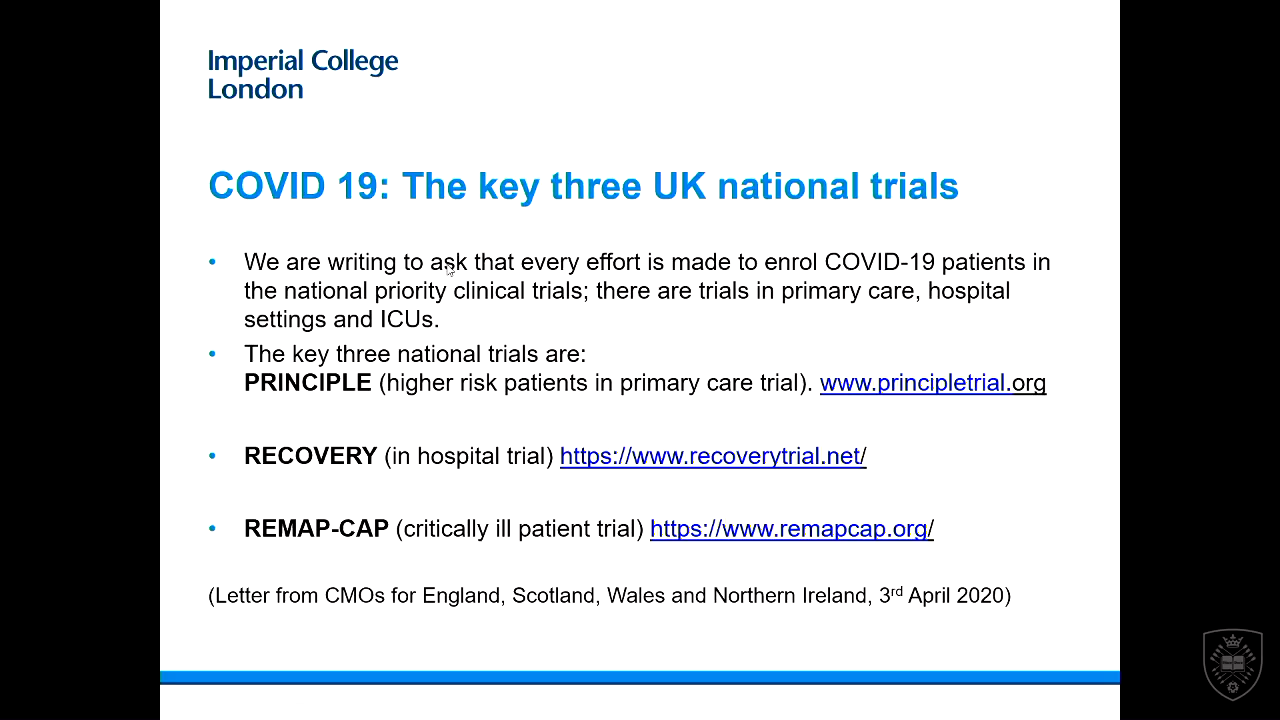 Imperial College
London
COVID 19: The key three UK national trials
• We are writing to ask that every effort is made to enrol COVID-19 patients in
the national priority clinical trials; there are trials in primary care, hospital
settings and ICUs.
• The key three national trials are:
PRINCIPLE (higher risk patients in primary care trial). www.principletrial.org
• RECOVERY (in hospital trial) https://www.recoverytrial.net/
• REMAP-CAP (critically ill patient trial) https://www.remapcap.org/
(Letter from CMOs for England, Scotland, Wales and Northern Ireland, 3rd April 2020)